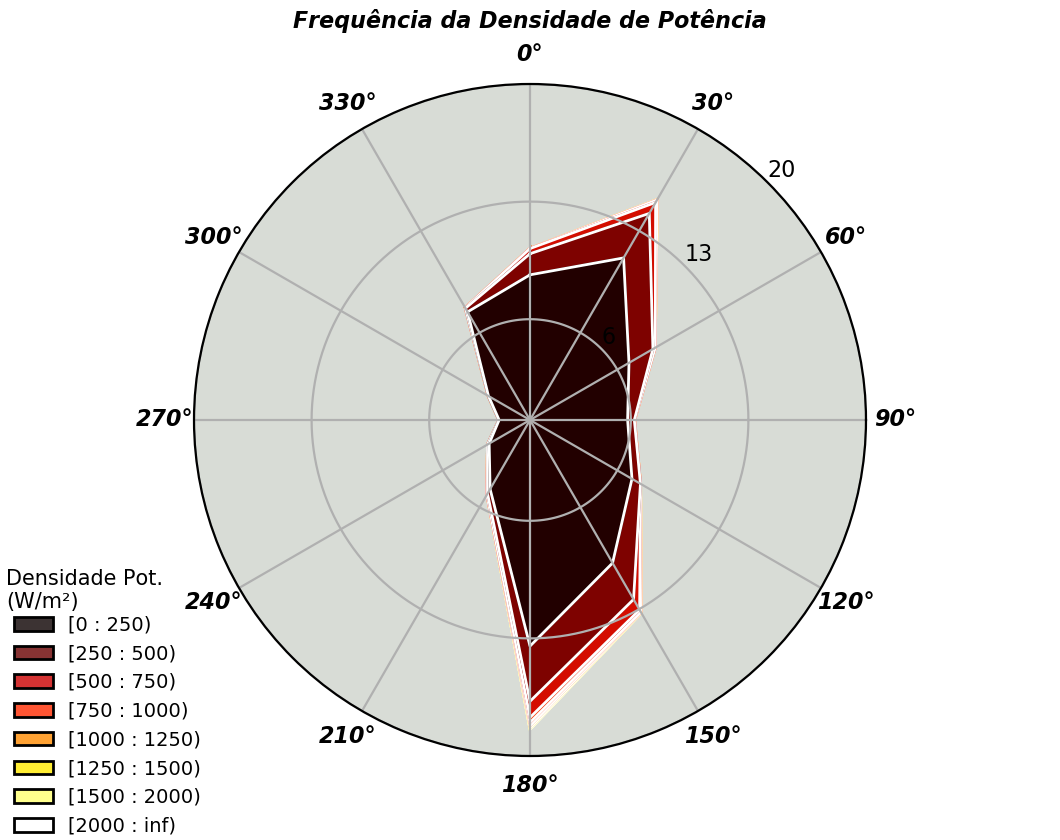 Frequência da Densidade de Potência
0°
330°
30°
20
300°
60°
13
6
270°
90°
240°
120°
210°
150°
180°
Densidade Pot.
(W/m²)
[0 : 250)
[250 : 500)
[500 : 750)
[750 : 1000)
[1000 : 1250)
[1250 : 1500)
[1500 : 2000)
[2000 : inf)